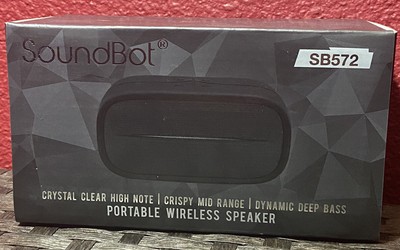 SoundBot®
SB572
CRYSTAL CLEAR HIGH NOTE | CRISPY MID RANGE | DYNAMIC DEEP BASS
PORTABLE WIRELESS SPEAKER